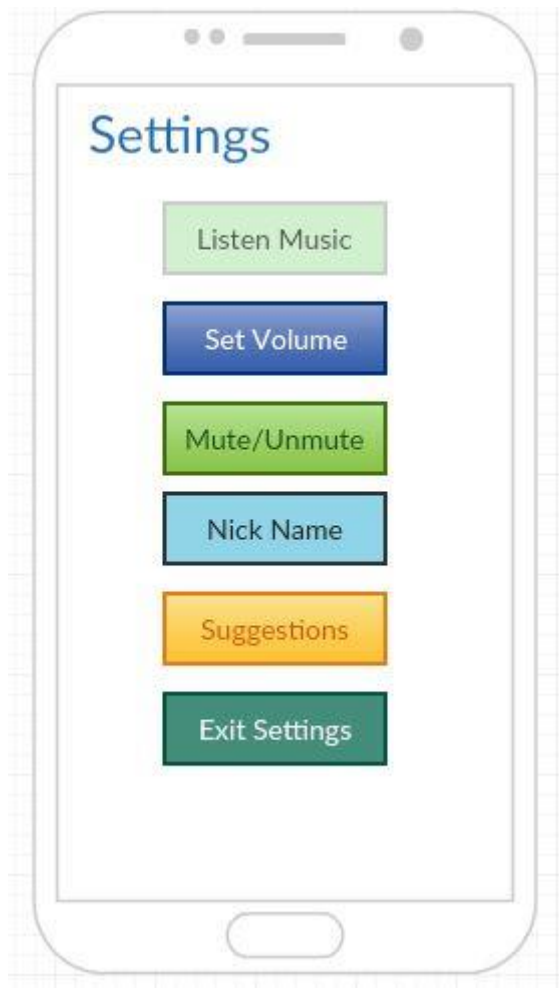 Settings
Listen Music
Set Volume
Mute/Unmute
Nick Name
Suggestions
Exit Settings